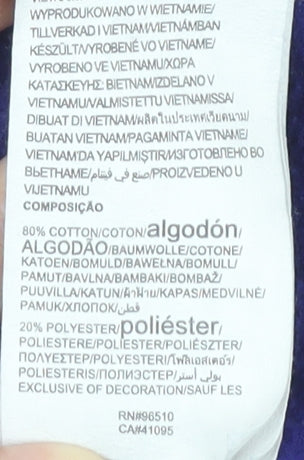 WYPRODUKOWANO W WIETNAMIE/
TILLVERKAD I VIETNAM/VIETNÁMBAN
KÉSZÜLT/VYROBENÉ VO VIETNAME/
VYROBENO VE VIETNAMU/ΧΩΡΑ
ΚΑΤΑΣΚΕΥΗΣ: ΒΙΕΤΝΑΜ/IZDELANO V
VIETNAMU/VALMISTETTU VIETNAMISSA/
DIBUAT DI VIETNAM/ผลิตในประเทศเวียดนาม/
BUATAN VIETNAM/PAGAMINTA VIETNAME/
VIETNAM'DA YAPILMIŞTIR/ИЗГОТОВЛЕНО ВО
ВЬЕТНАМЕ/صنع في فيتنام/PROIZVEDENO U
VIJETNAMU
COMPOSIÇÃO
80% COTTON/COTON/algodón/
ALGODÃO/BAUMWOLLE/COTONE/
KATOEN/BOMULD/BAWEŁNA/BOMULL/
PAMUT/BAVLNA/ΒΑΜΒΑΚΙ/BOMBAŽ/
PUUVILLA/KATUN/ผ้าฝ้าย/KAPAS/MEDVILNĖ/
PAMUK/ХЛОПОК/قطن/
20% POLYESTER/poliéster/
POLIESTERE/POLIESTER/POLIÉSZTER/
ΠΟΛΥΕΣΤΕΡ/POLYESTERI/โพลีเอสเตอร์/
POLIESTERIS/ПОЛИЭСТЕР/بولي أستر/
EXCLUSIVE OF DECORATION/SAUF LES
RN#96510
CA#41095